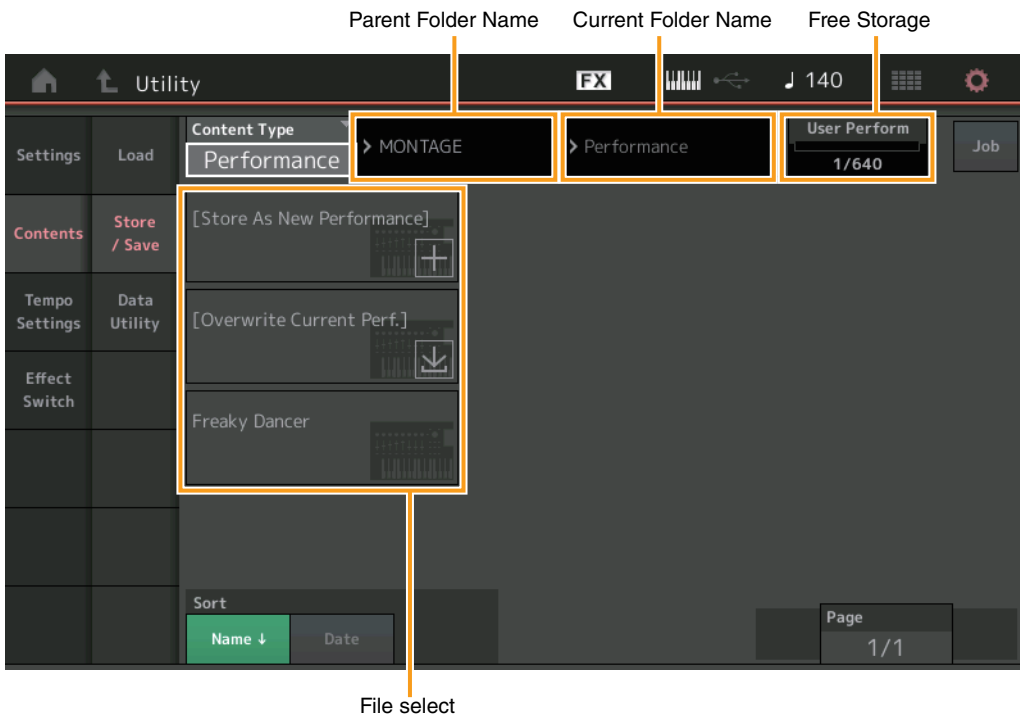 Parent Folder Name
Current Folder Name
Free Storage
Utility
FX
140
Settings
Load
Content Type
Performance
MONTAGE
Performance
User Perform
1/640
Job
Contents
Store
/ Save
[Store As New Performance]
Tempo
Settings
Data
Utility
[Overwrite Current Perf.]
Effect
Switch
Freaky Dancer
Sort
Name ↓
Date
Page
1/1
File select